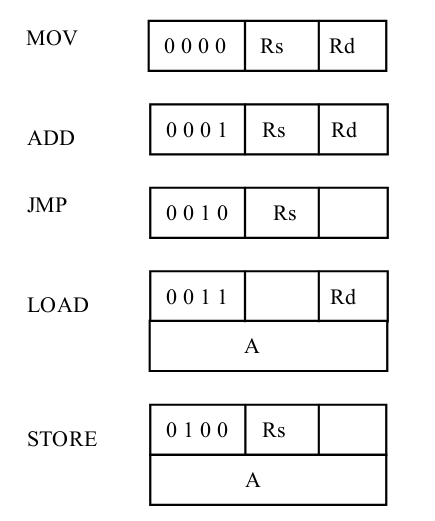 MOV 0 0 0 0 Rs Rd
ADD 0 0 0 1 Rs Rd
JMP 0 0 1 0 Rs
LOAD 0 0 1 1 Rd
A
STORE 0 1 0 0 Rs
A